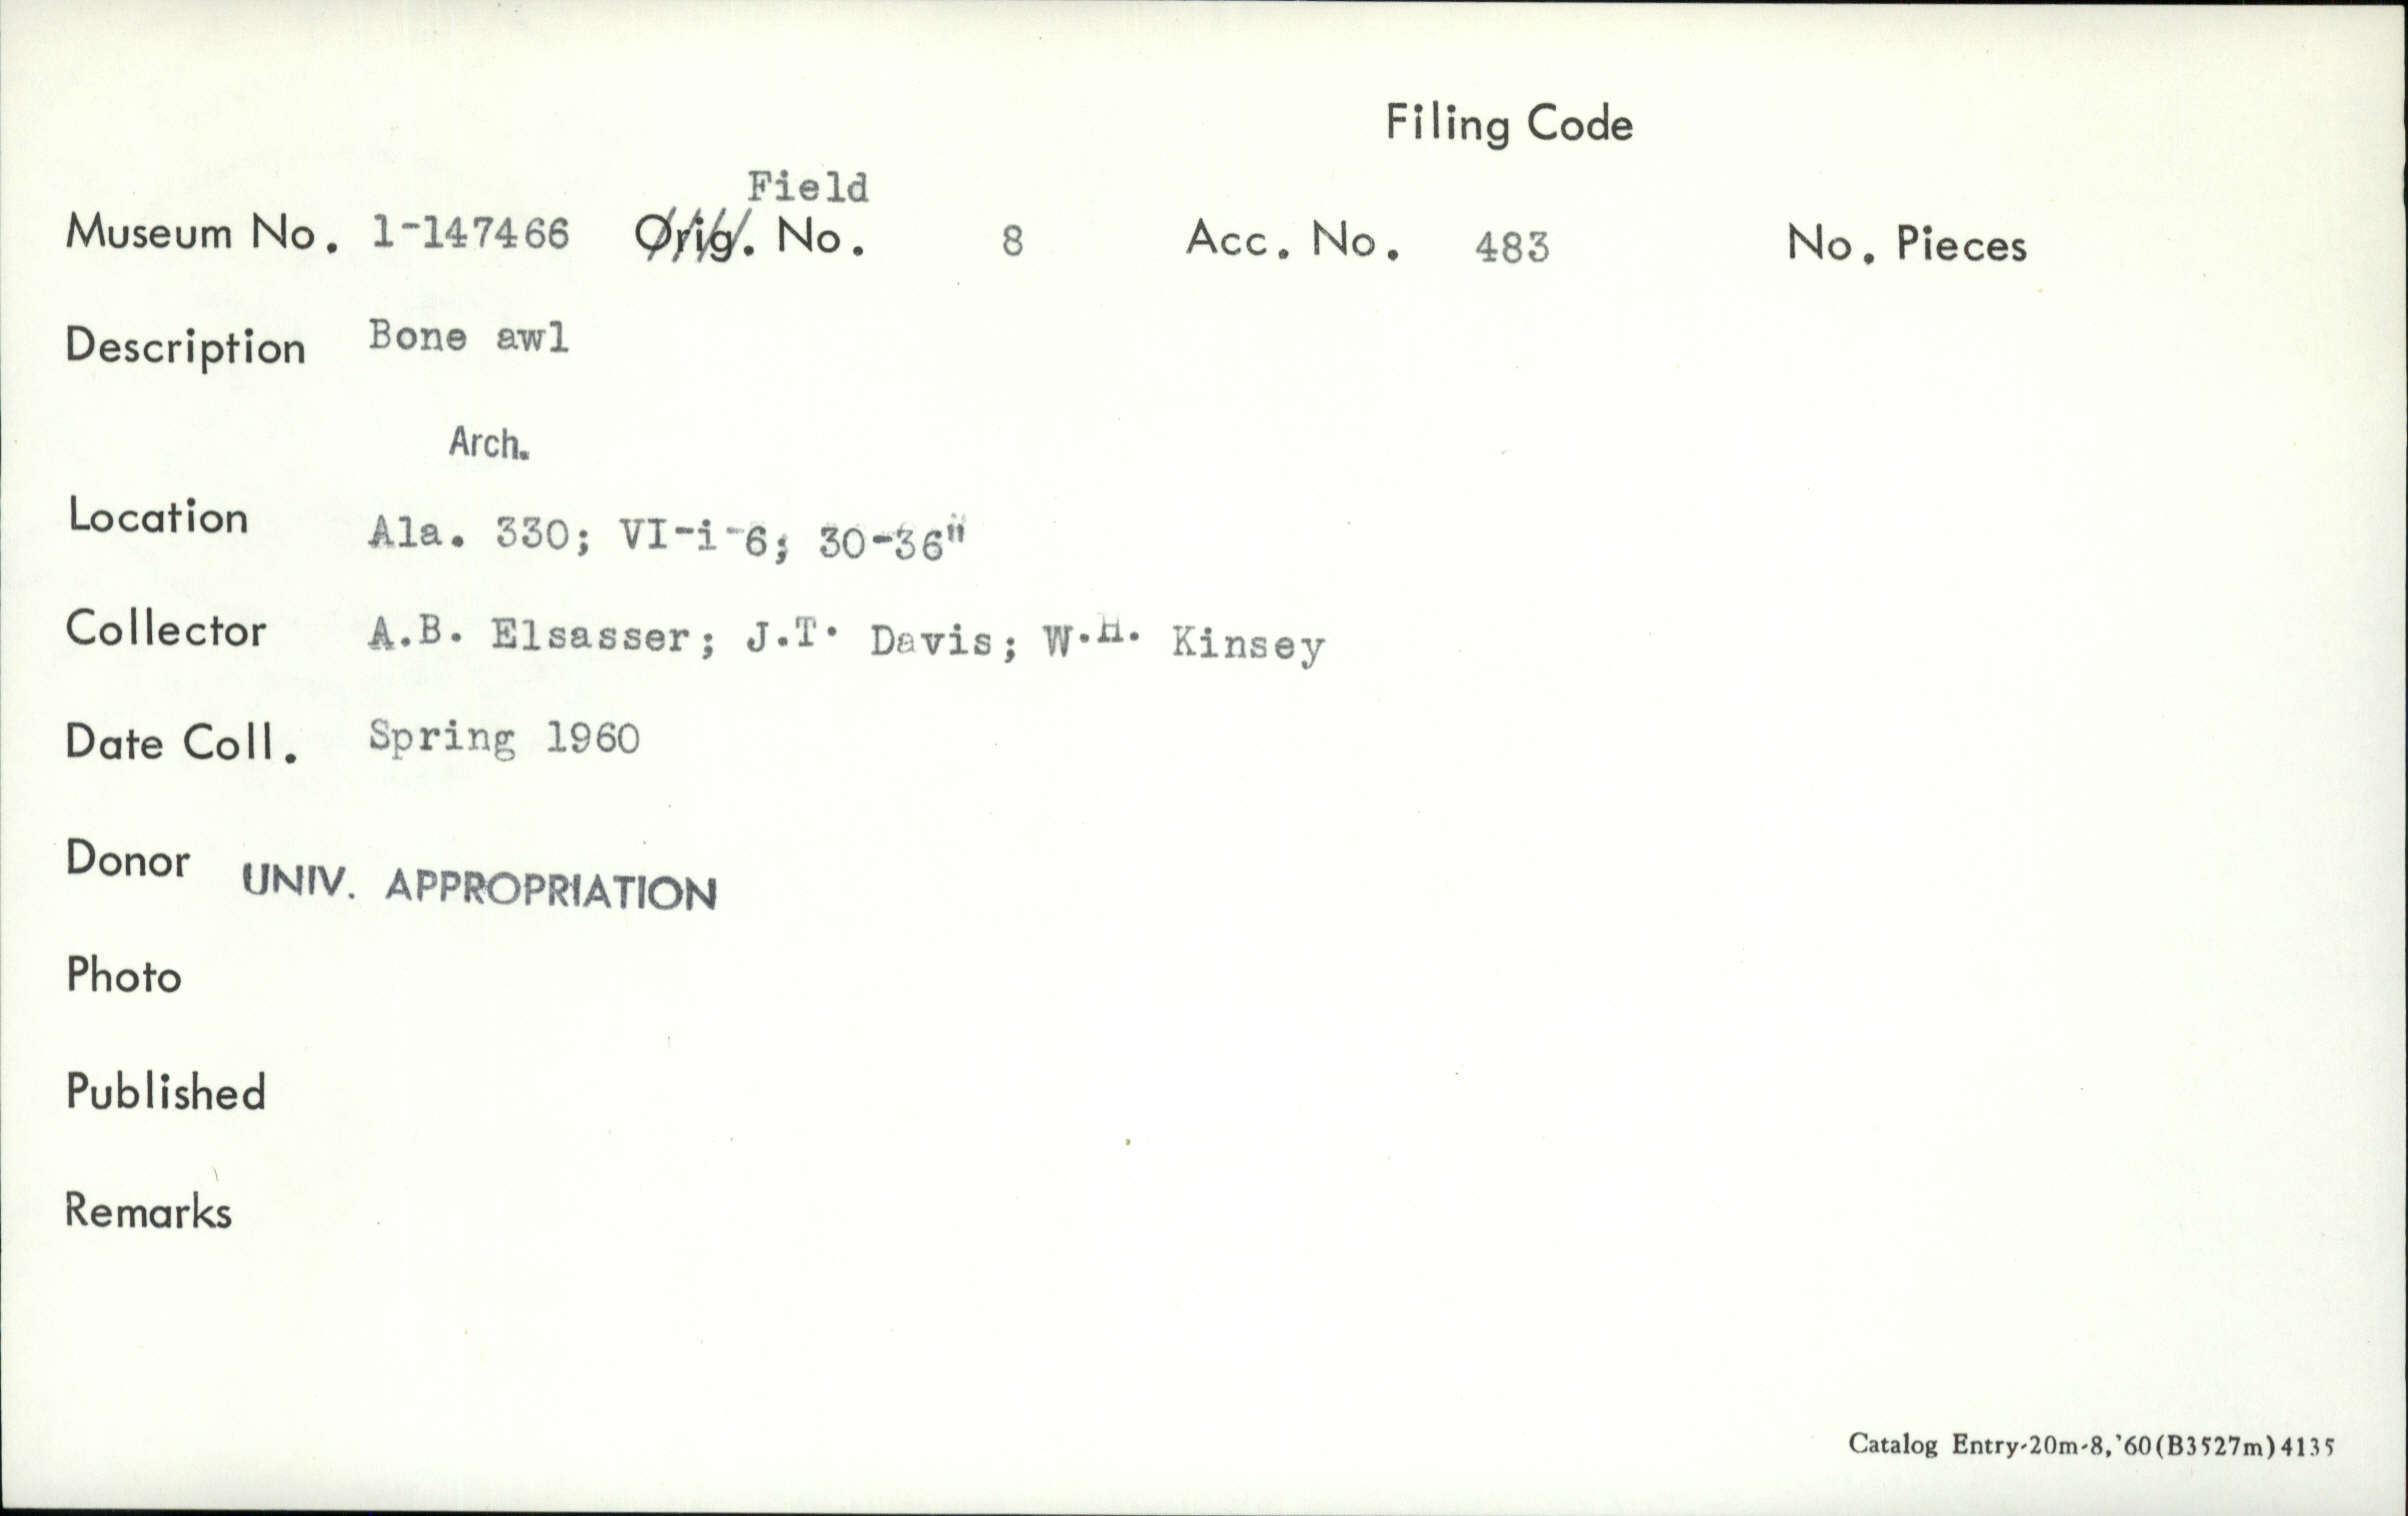 Filing Code
Field
Museum No. 1-147466 Orig. No. 8 Acc. No. 483 No. Pieces
Description Bone awl
Arch.
Location Ala. 330; VI-i-6; 30-36"
Collector A.B. Elsasser; J.T. Davis; W.H. Kinsey
Date Coll. Spring 1960
Donor UNIV. APPROPRIATION
Photo
Published
Remarks
Catalog Entry-20m-8,'60(B3527m)4135